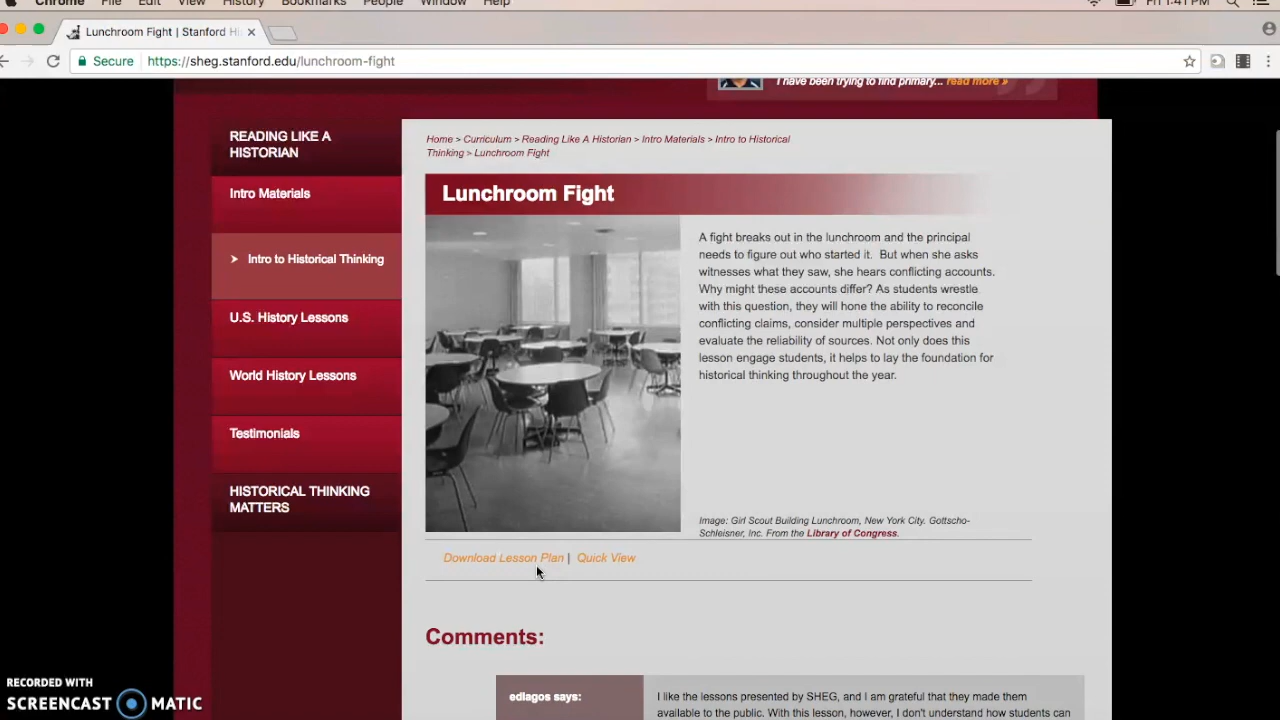 Chrome File Edit View History Bookmarks People Window Help
Fri 1:41 PM
Lunchroom Fight | Stanford Hi
Secure https://sheg.stanford.edu/lunchroom-fight
I have been trying to find primary... read more »
READING LIKE A
HISTORIAN
Intro Materials
Intro to Historical Thinking
U.S. History Lessons
World History Lessons
Testimonials
HISTORICAL THINKING
MATTERS
Home > Curriculum > Reading Like A Historian > Intro Materials > Intro to Historical
Thinking > Lunchroom Fight
Lunchroom Fight
A fight breaks out in the lunchroom and the principal
needs to figure out who started it. But when she asks
witnesses what they saw, she hears conflicting accounts.
Why might these accounts differ? As students wrestle
with this question, they will hone the ability to reconcile
conflicting claims, consider multiple perspectives and
evaluate the reliability of sources. Not only does this
lesson engage students, it helps to lay the foundation for
historical thinking throughout the year.
Image: Girl Scout Building Lunchroom, New York City. Gottscho-
Schleisner, Inc. From the Library of Congress.
Download Lesson Plan | Quick View
Comments:
edlagos says:
I like the lessons presented by SHEG, and I am grateful that they made them
available to the public. With this lesson, however, I don't understand how students can
RECORDED WITH
SCREENCAST MATIC